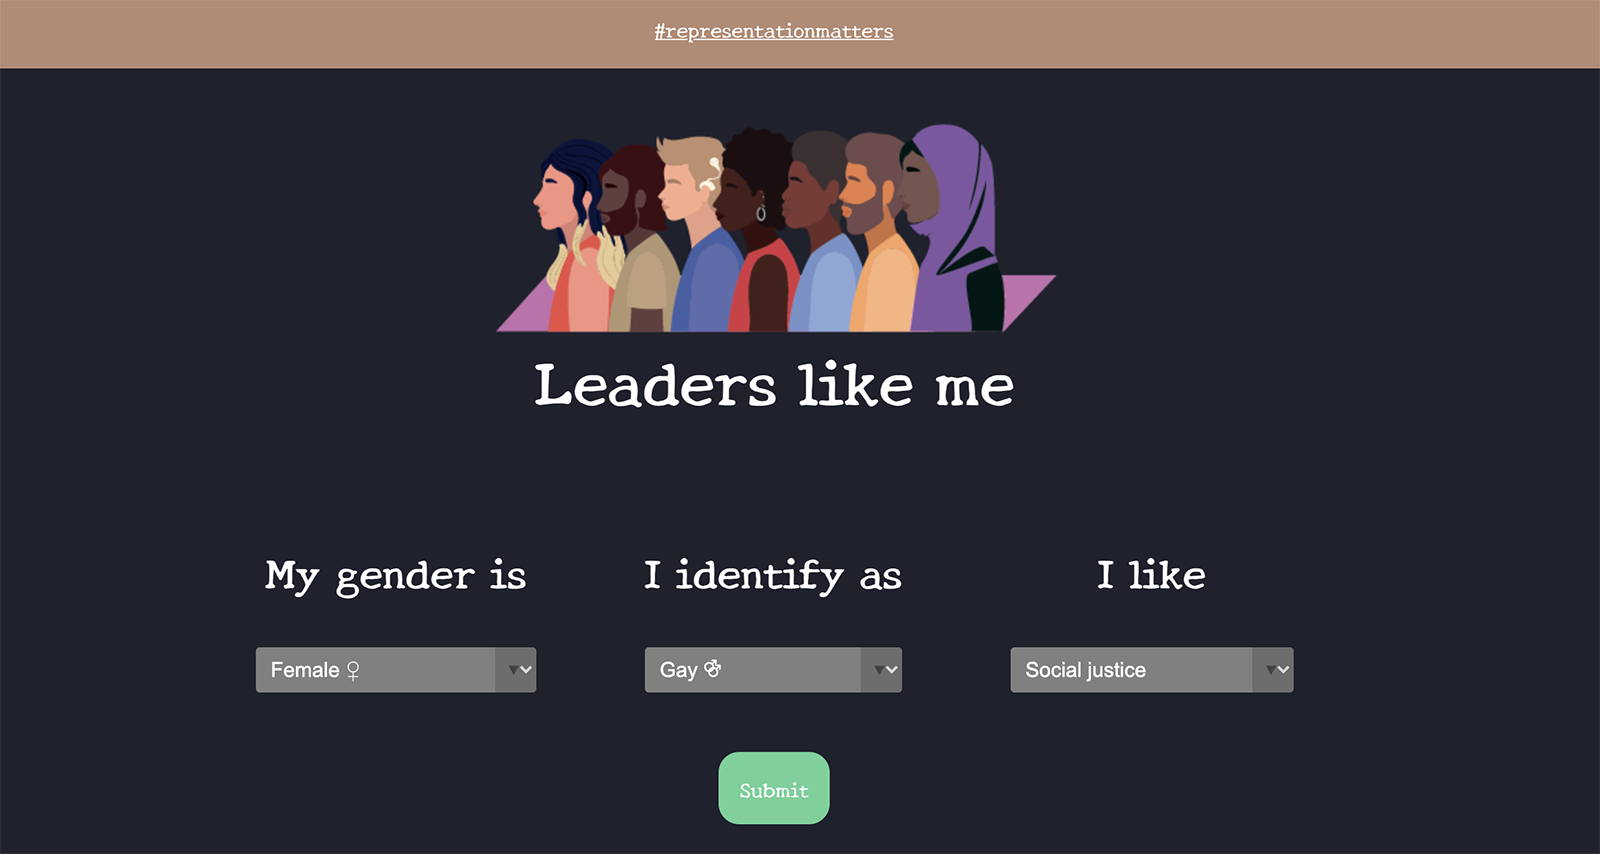 #representationmatters
Leaders like me
My gender is
I identify as
I like
Female ♀
Gay ⚣
Social justice
Submit